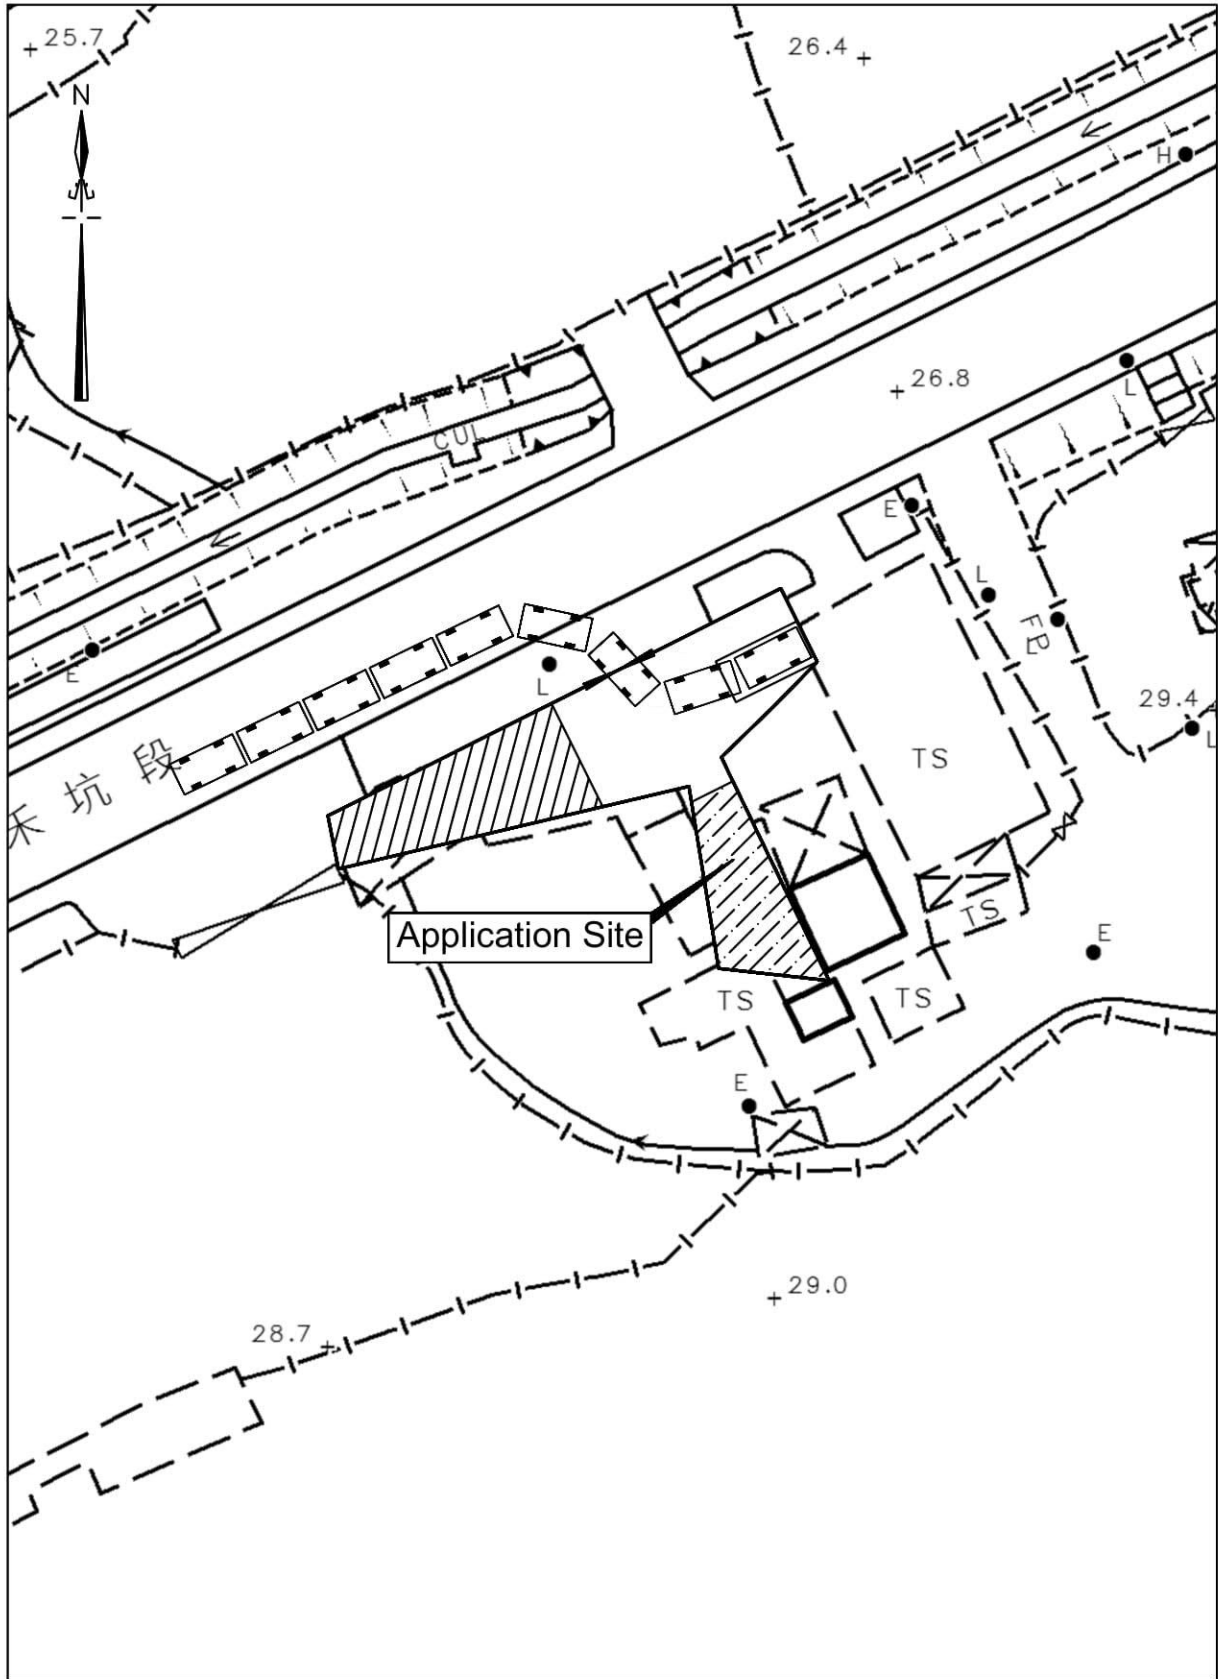 25.7
26.4
N
H
26.8
L
CUL
E
L
E
FB
L
29.4
L
禾坑段
TS
Application Site
TS
E
TS
TS
E
29.0
28.7